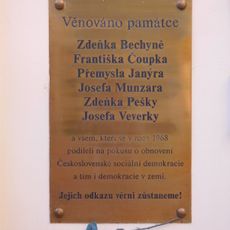 Věnováno památce
Zdeňka Bechyně
Františka Čoupka
Přemysla Janýra
Josefa Munzara
Zdeňka Pešky
Josefa Veverky
a všem, kteří se v roce 1968
podíleli na pokusu o obnovení
Československé sociální demokracie
a tím i demokracie v zemi.
Jejich odkazu věrni zůstaneme!